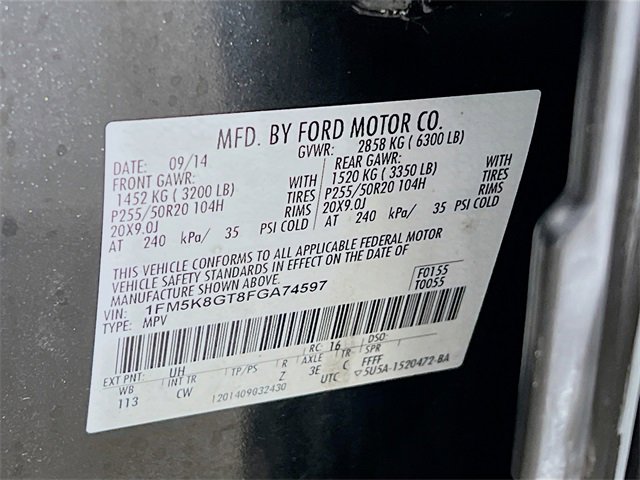 MFD. BY FORD MOTOR CO.
DATE: 09/14 GVWR: 2858 KG ( 6300 LB)
FRONT GAWR: WITH REAR GAWR: WITH
1452 KG ( 3200 LB) TIRES 1520 KG ( 3350 LB) TIRES
P255/50R20 104H RIMS P255/50R20 104H RIMS
20X9.0J 20X9.0J
AT 240 kPa/ 35 PSI COLD AT 240 kPa/ 35 PSI COLD
THIS VEHICLE CONFORMS TO ALL APPLICABLE FEDERAL MOTOR
VEHICLE SAFETY STANDARDS IN EFFECT ON THE DATE OF
MANUFACTURE SHOWN ABOVE.
VIN: 1FM5K8GT8FGA74597 F0155
TYPE: MPV T0055
EXT PNT: UH RC: 16 DSO:
WB INT TR TP/PS R AXLE TR SPR
113 CW Z 3E C FFFF
1201409032430 UTC ▽5USA-1520472-BA